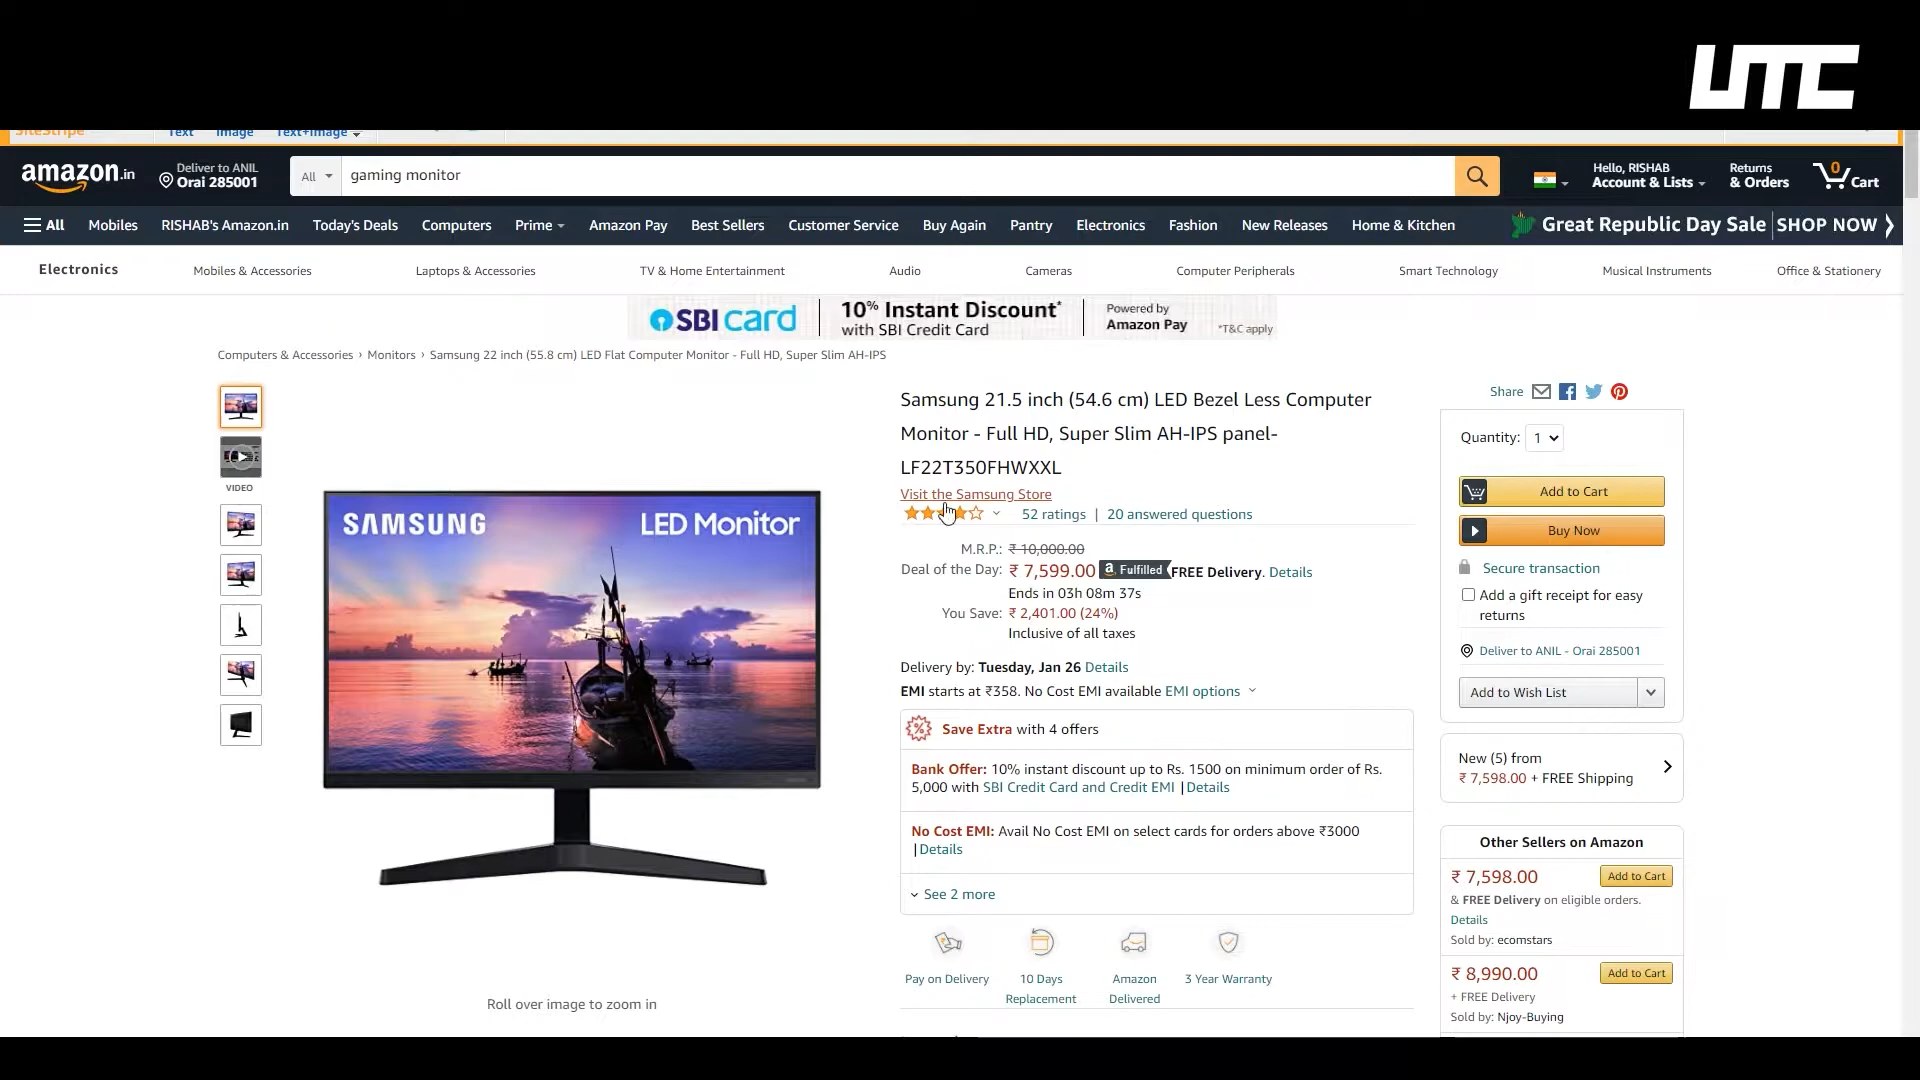 UTC
SiteStripe Text Image Text+Image
amazon.in
Deliver to ANIL
Orai 285001
All
gaming monitor
Hello, RISHAB
Account & Lists
Returns
& Orders
0
Cart
All Mobiles RISHAB's Amazon.in Today's Deals Computers Prime Amazon Pay Best Sellers Customer Service Buy Again Pantry Electronics Fashion New Releases Home & Kitchen Great Republic Day Sale SHOP NOW
Electronics Mobiles & Accessories Laptops & Accessories TV & Home Entertainment Audio Cameras Computer Peripherals Smart Technology Musical Instruments Office & Stationery
SBI card
10% Instant Discount*
with SBI Credit Card
Powered by
Amazon Pay
*T&C apply
Computers & Accessories › Monitors › Samsung 22 inch (55.8 cm) LED Flat Computer Monitor - Full HD, Super Slim AH-IPS
VIDEO
SAMSUNG LED Monitor
Roll over image to zoom in
Samsung 21.5 inch (54.6 cm) LED Bezel Less Computer
Monitor - Full HD, Super Slim AH-IPS panel-
LF22T350FHWXXL
Visit the Samsung Store
52 ratings | 20 answered questions
M.R.P.: ₹ 10,000.00
Deal of the Day: ₹ 7,599.00 a Fulfilled FREE Delivery. Details
Ends in 03h 08m 37s
You Save: ₹ 2,401.00 (24%)
Inclusive of all taxes
Delivery by: Tuesday, Jan 26 Details
EMI starts at ₹358. No Cost EMI available EMI options
Save Extra with 4 offers
Bank Offer: 10% instant discount up to Rs. 1500 on minimum order of Rs.
5,000 with SBI Credit Card and Credit EMI |Details
No Cost EMI: Avail No Cost EMI on select cards for orders above ₹3000
|Details
See 2 more
Pay on Delivery
10 Days
Replacement
Amazon
Delivered
3 Year Warranty
Share
Quantity: 1
Add to Cart
Buy Now
Secure transaction
Add a gift receipt for easy
returns
Deliver to ANIL - Orai 285001
Add to Wish List
New (5) from
₹ 7,598.00 + FREE Shipping
Other Sellers on Amazon
₹ 7,598.00 Add to Cart
& FREE Delivery on eligible orders.
Details
Sold by: ecomstars
₹ 8,990.00 Add to Cart
+ FREE Delivery
Sold by: Njoy-Buying